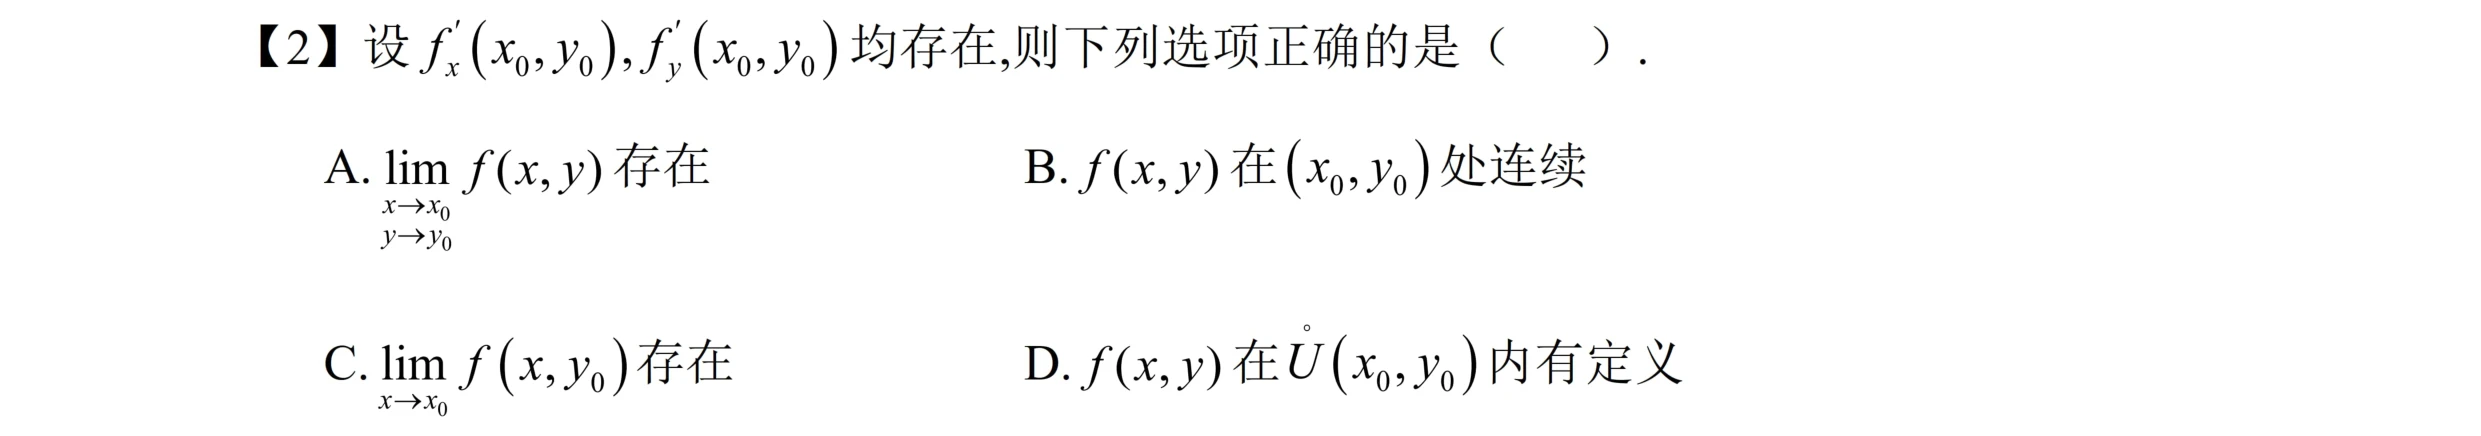 【2】设 $f_x'(x_0, y_0), f_y'(x_0, y_0)$ 均存在,则下列选项正确的是（　　）.
A. $\lim\limits_{\substack{x \to x_0 \\ y \to y_0}} f(x, y)$ 存在　　B. $f(x, y)$ 在 $(x_0, y_0)$ 处连续
C. $\lim\limits_{x \to x_0} f(x, y_0)$ 存在　　D. $f(x, y)$ 在 $\overset{\circ}{U}(x_0, y_0)$ 内有定义